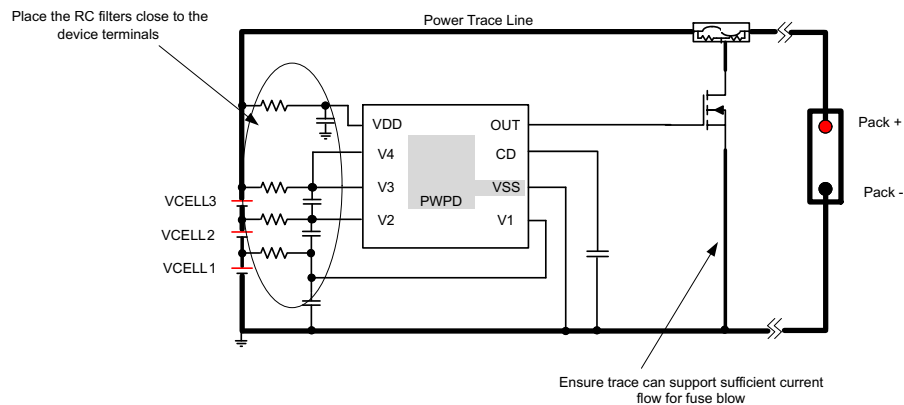 Place the RC filters close to the
device terminals
Power Trace Line
VDD
OUT
Pack +
V4
CD
V3
VSS
Pack -
PWPD
VCELL3
V2
V1
VCELL2
VCELL1
Ensure trace can support sufficient current
flow for fuse blow